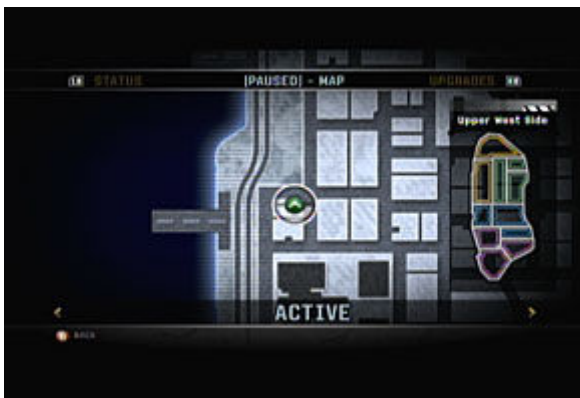 LB STATUS [PAUSED] - MAP UPGRADES RB
Upper West Side
ACTIVE
B BACK